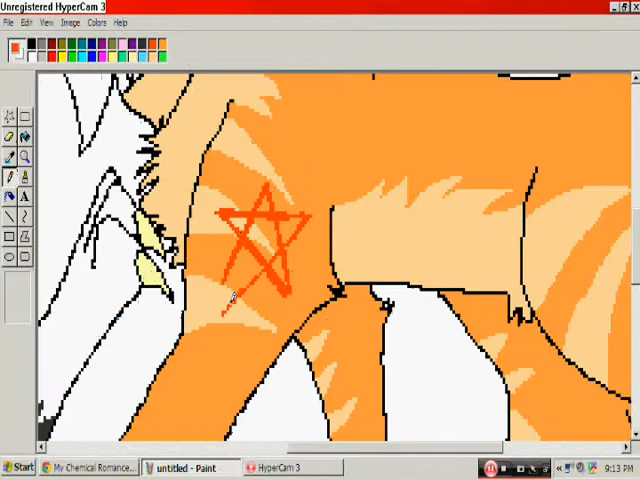 Unregistered HyperCam 3
File Edit View Image Colors Help
A
Start My Chemical Romance... untitled - Paint HyperCam 3 9:13 PM